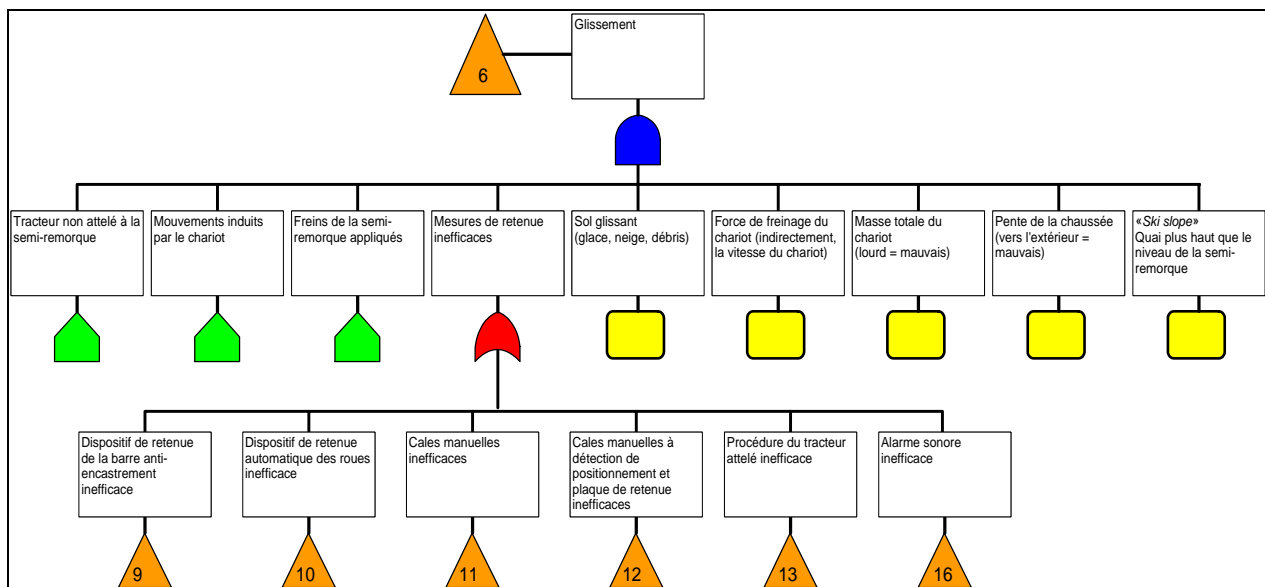 Glissement
6
Tracteur non attelé à la
semi-remorque
Mouvements induits
par le chariot
Freins de la semi-
remorque appliqués
Mesures de retenue
inefficaces
Sol glissant
(glace, neige, débris)
Force de freinage du
chariot (indirectement,
la vitesse du chariot)
Masse totale du
chariot
(lourd = mauvais)
Pente de la chaussée
(vers l'extérieur =
mauvais)
«Ski slope»
Quai plus haut que le
niveau de la semi-
remorque
Dispositif de retenue
de la barre anti-
encastrement
inefficace
Dispositif de retenue
automatique des roues
inefficace
Cales manuelles
inefficaces
Cales manuelles à
détection de
positionnement et
plaque de retenue
inefficaces
Procédure du tracteur
attelé inefficace
Alarme sonore
inefficace
9
10
11
12
13
16